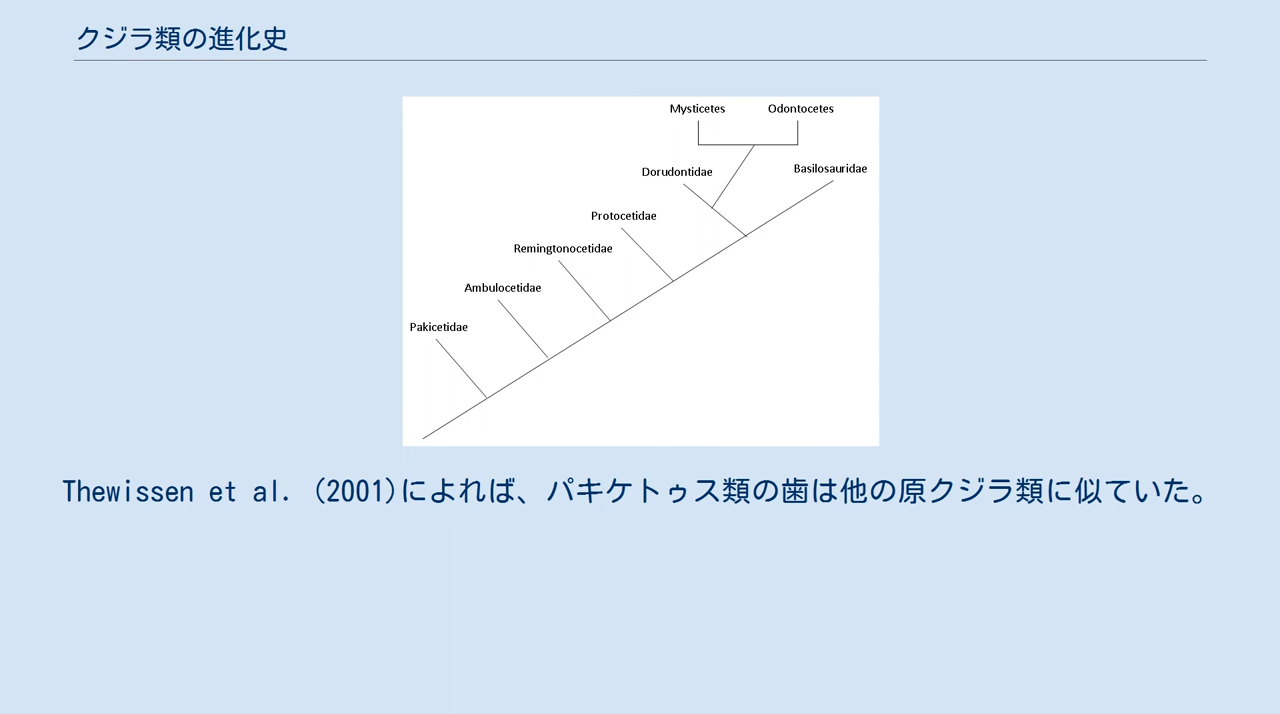 クジラ類の進化史
Mysticetes Odontocetes
Dorudontidae Basilosauridae
Protocetidae
Remingtonocetidae
Ambulocetidae
Pakicetidae
Thewissen et al. (2001)によれば、パキケトゥス類の歯は他の原クジラ類に似ていた。